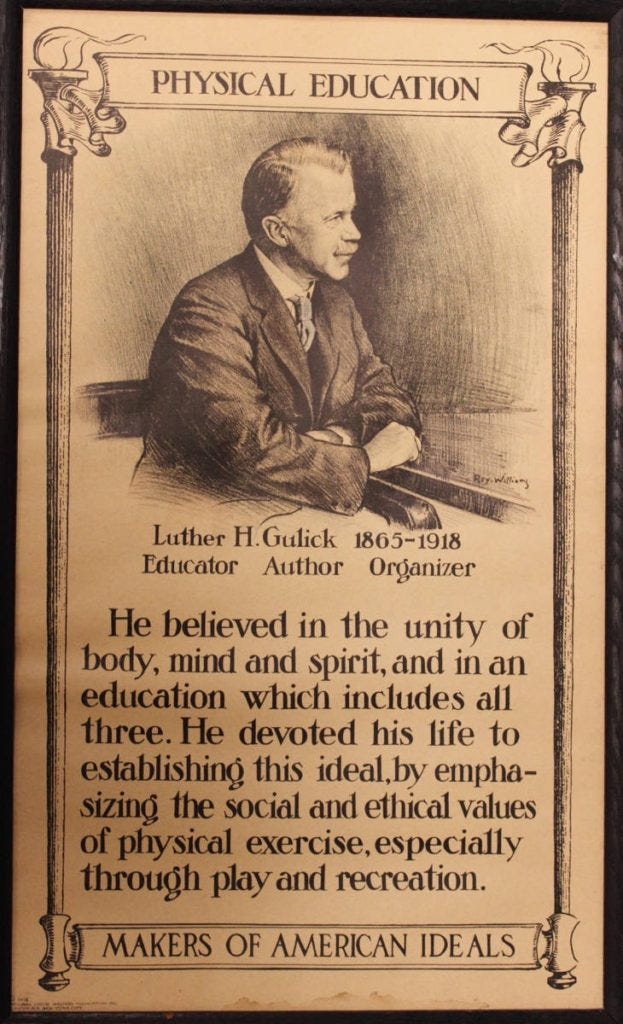 PHYSICAL EDUCATION
Roy Williams
Luther H. Gulick 1865-1918
Educator Author Organizer
He believed in the unity of
body, mind and spirit, and in an
education which includes all
three. He devoted his life to
establishing this ideal, by empha-
sizing the social and ethical values
of physical exercise, especially
through play and recreation.
MAKERS OF AMERICAN IDEALS